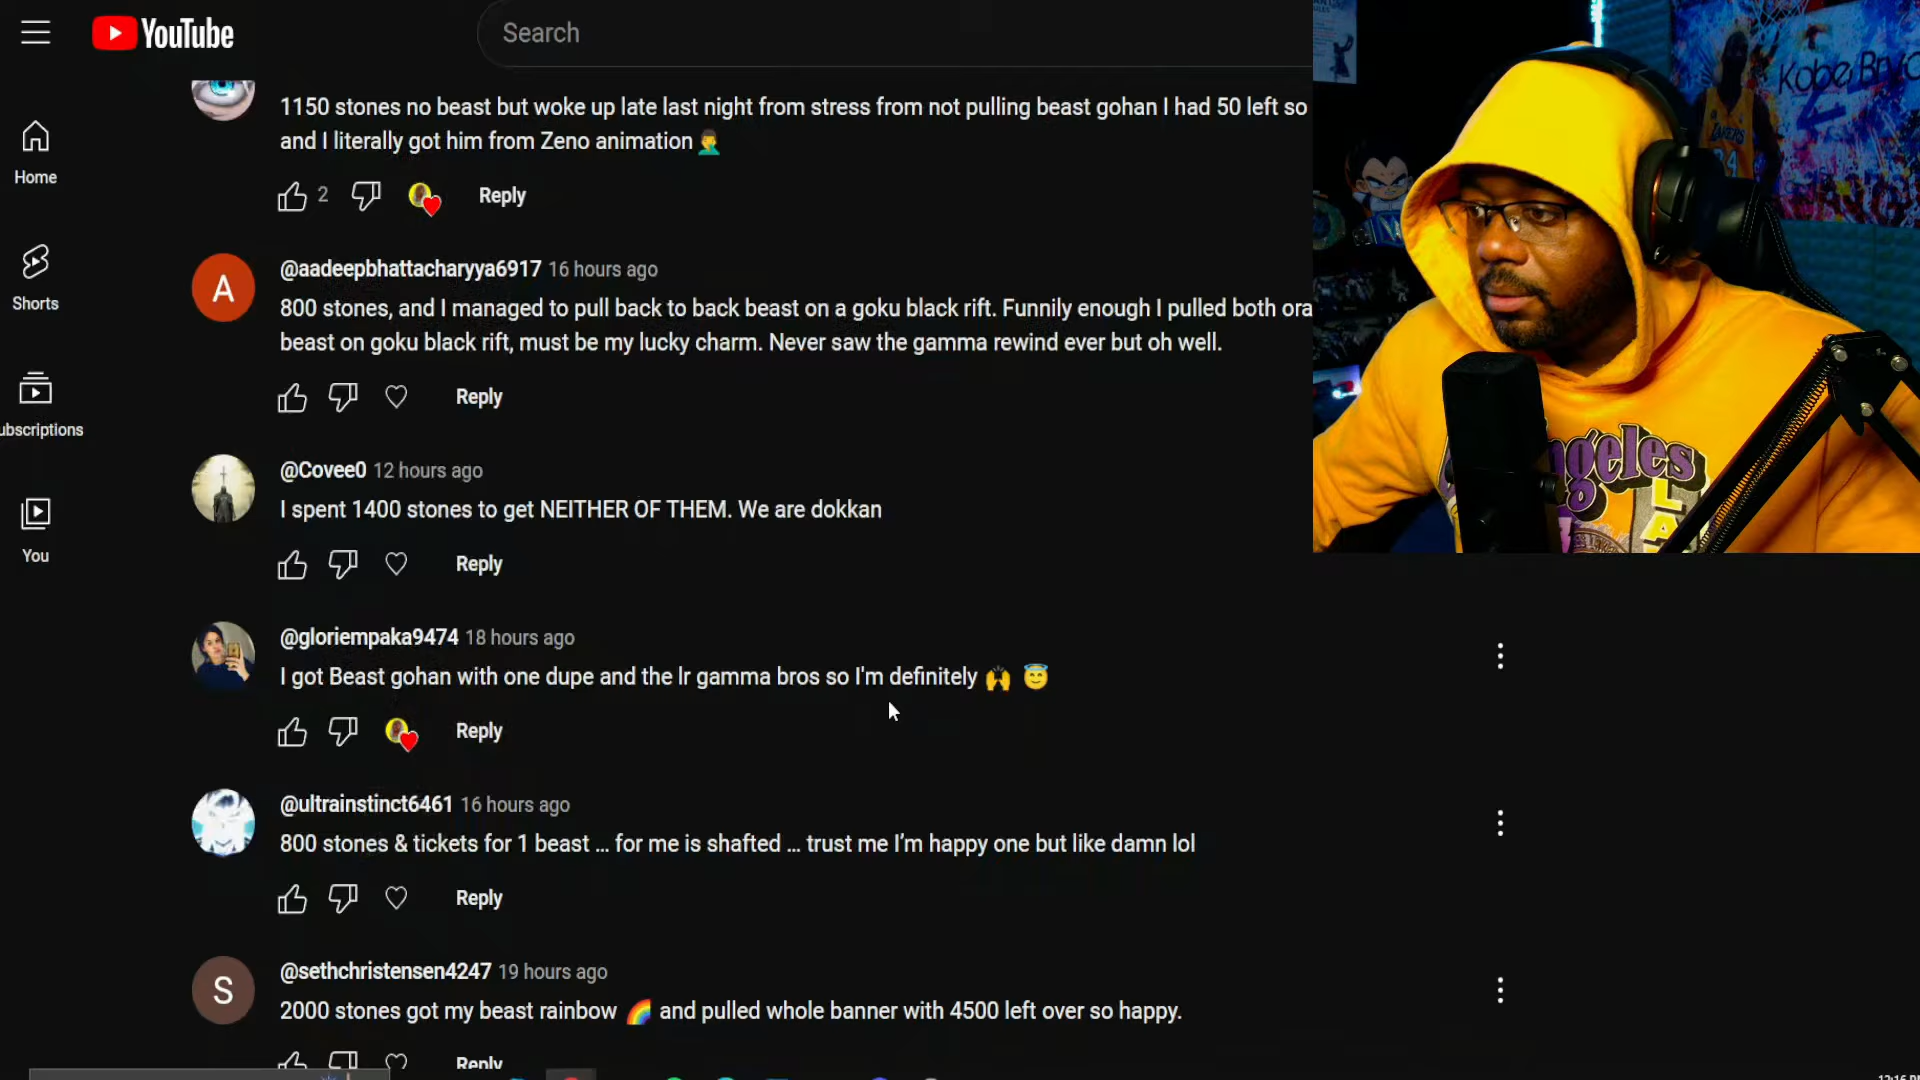 YouTube
Search
1150 stones no beast but woke up late last night from stress from not pulling beast gohan I had 50 left so
and I literally got him from Zeno animation 🤦‍♂️
2
Reply
@aadeepbhattacharyya6917 16 hours ago
800 stones, and I managed to pull back to back beast on a goku black rift. Funnily enough I pulled both ora
beast on goku black rift, must be my lucky charm. Never saw the gamma rewind ever but oh well.
Reply
@Covee0 12 hours ago
I spent 1400 stones to get NEITHER OF THEM. We are dokkan
Reply
@gloriempaka9474 18 hours ago
I got Beast gohan with one dupe and the lr gamma bros so I'm definitely 🙌 😇
Reply
@ultrainstinct6461 16 hours ago
800 stones & tickets for 1 beast ... for me is shafted ... trust me I’m happy one but like damn lol
Reply
@sethchristensen4247 19 hours ago
2000 stones got my beast rainbow 🌈 and pulled whole banner with 4500 left over so happy.
Reply
Home
Shorts
ubscriptions
You
A
S
Kobe Brya
LAKERS
geles
LA